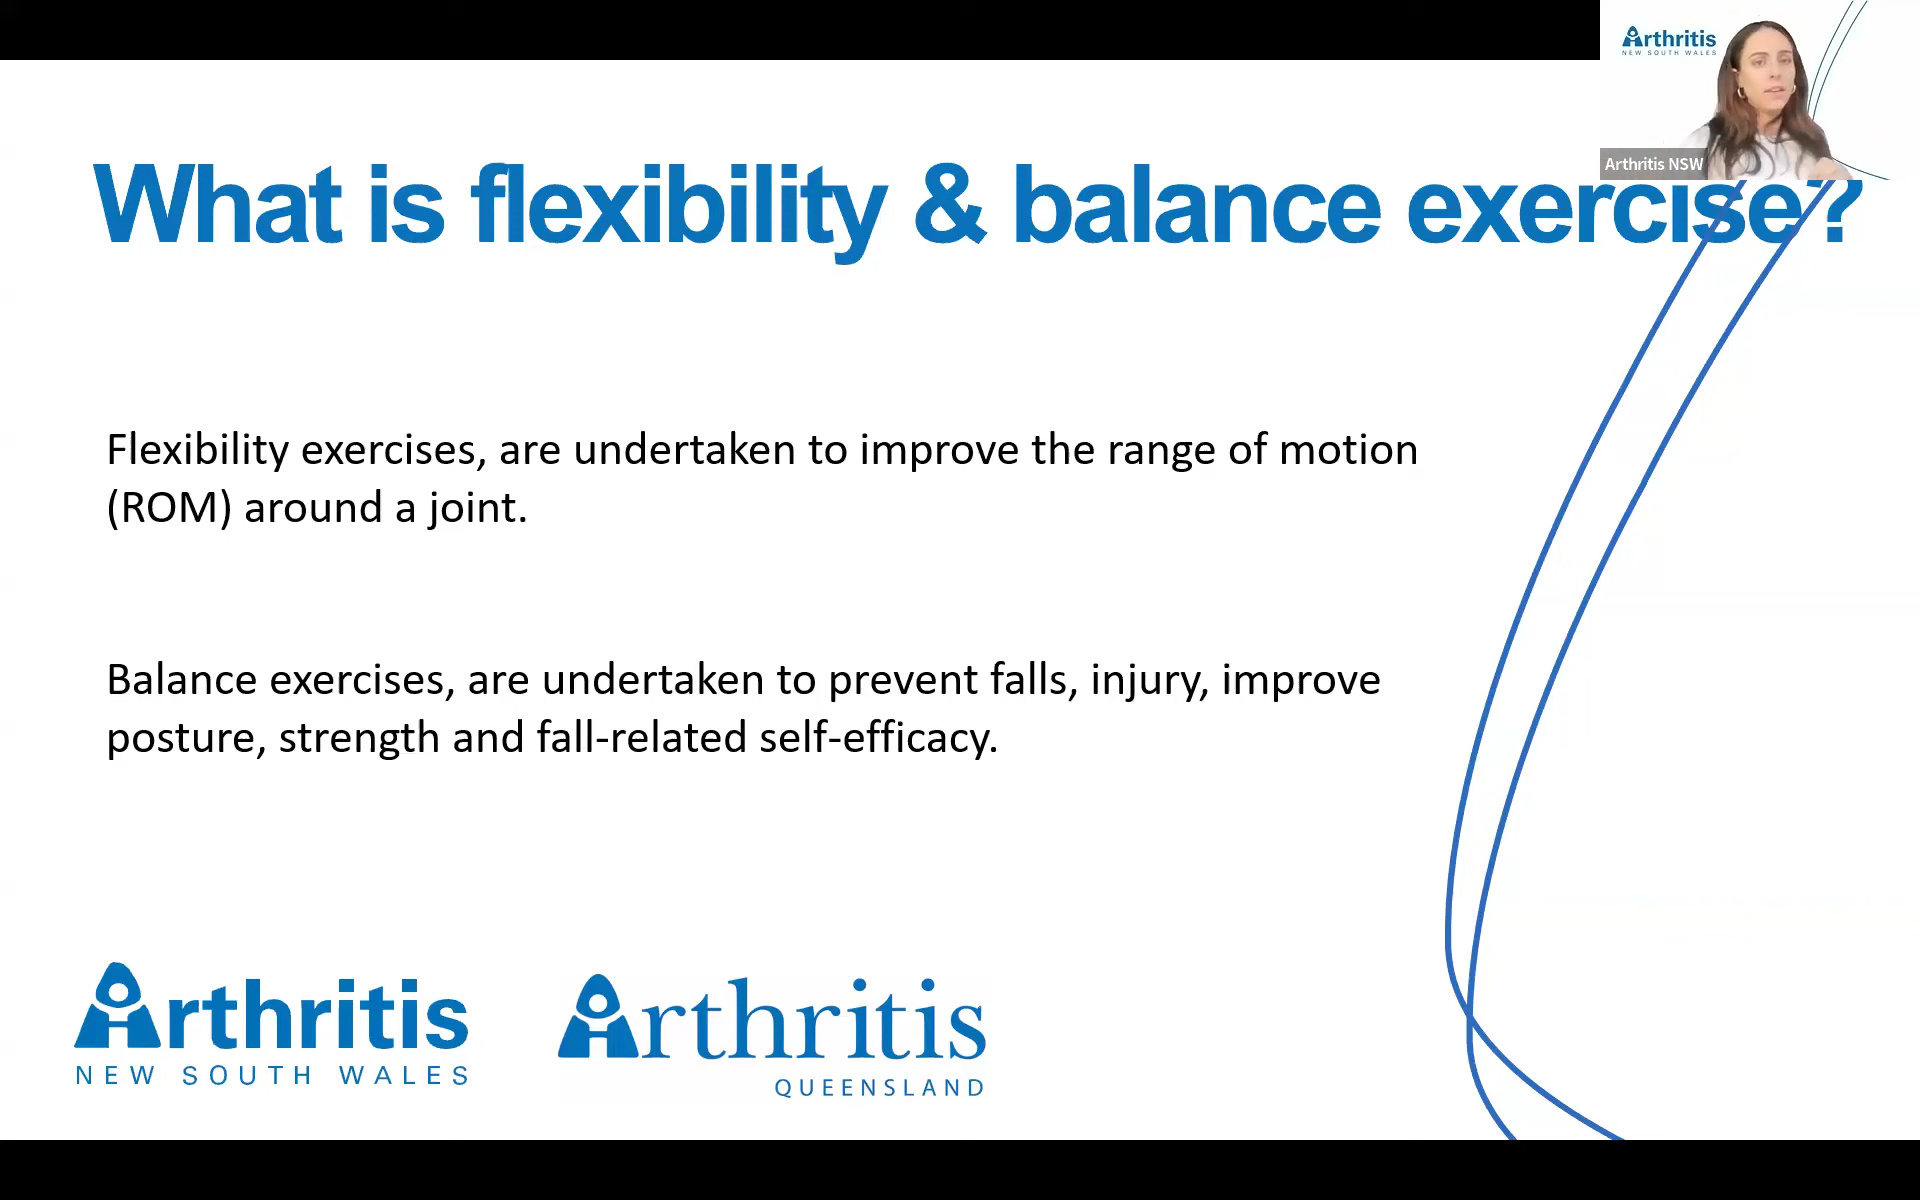 Arthritis
NEW SOUTH WALES
Arthritis NSW
What is flexibility & balance exercise?
Flexibility exercises, are undertaken to improve the range of motion
(ROM) around a joint.
Balance exercises, are undertaken to prevent falls, injury, improve
posture, strength and fall-related self-efficacy.
Arthritis
NEW SOUTH WALES
Arthritis
QUEENSLAND